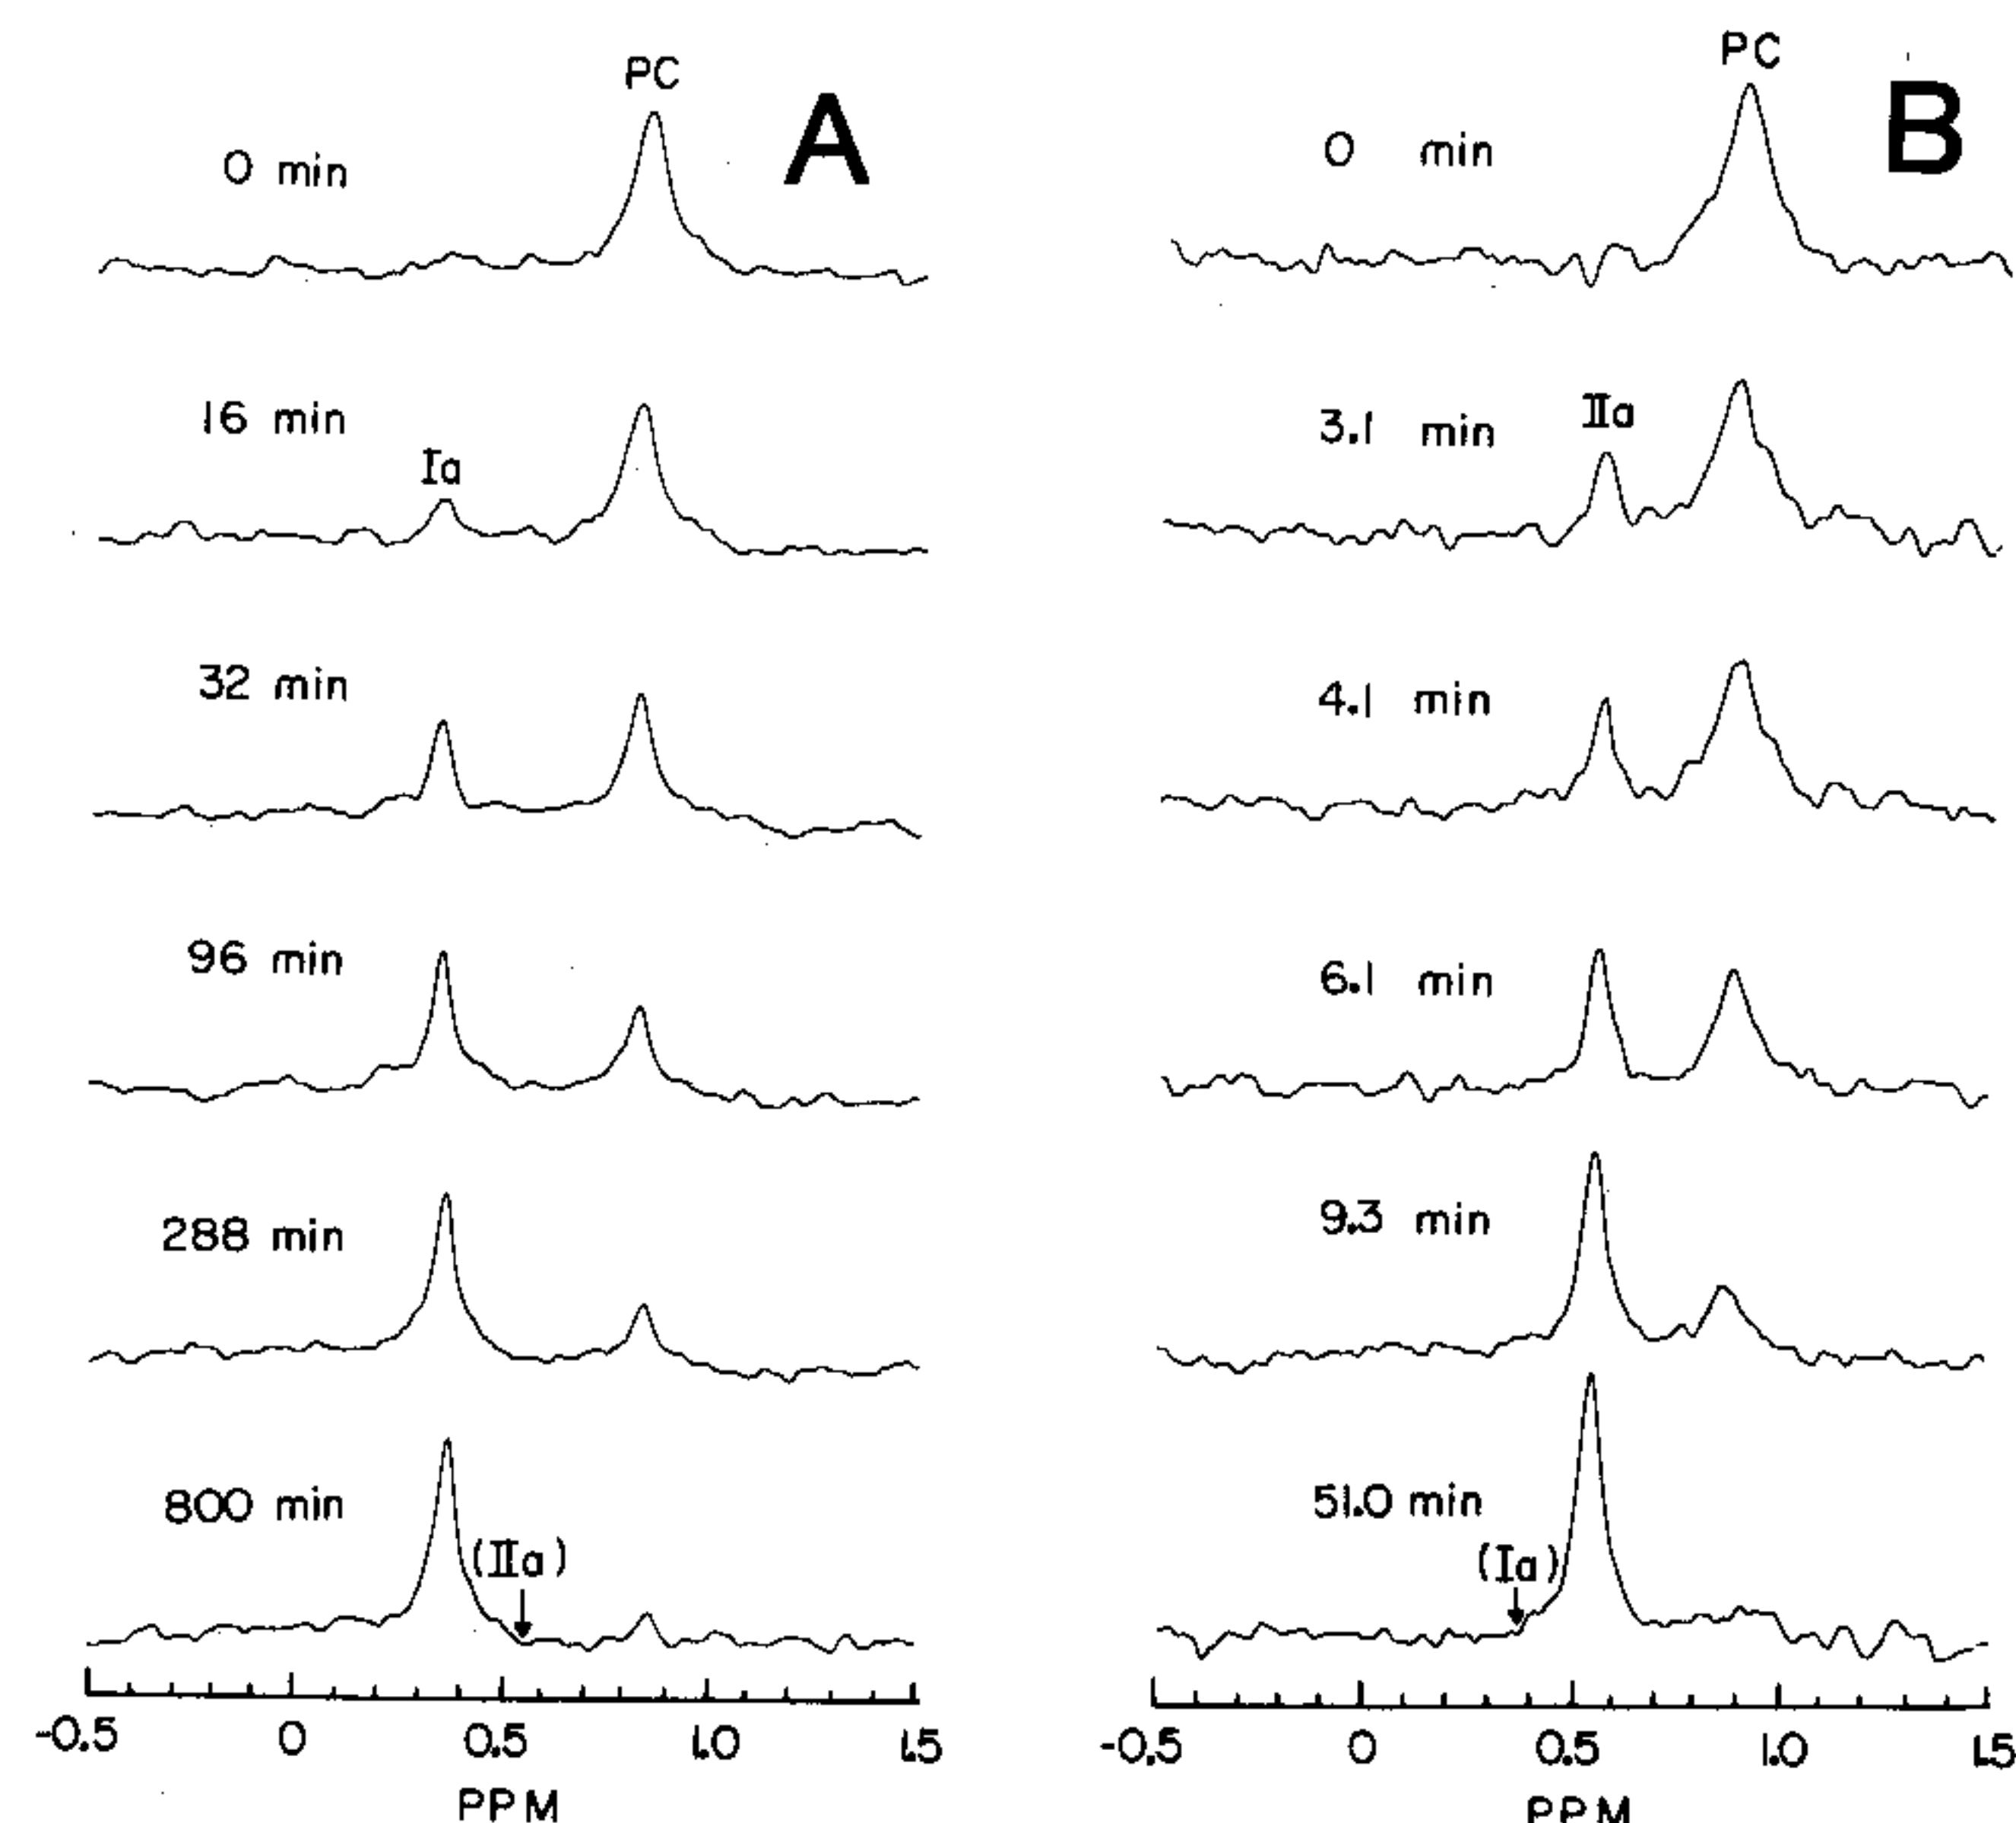 PC
A
0 min
16 min
Ia
32 min
96 min
288 min
800 min
(IIa)
-0.5 0 0.5 1.0 1.5
PPM
PC
B
0 min
3.1 min
IIa
4.1 min
6.1 min
9.3 min
51.0 min
(Ia)
-0.5 0 0.5 1.0 1.5
PPM